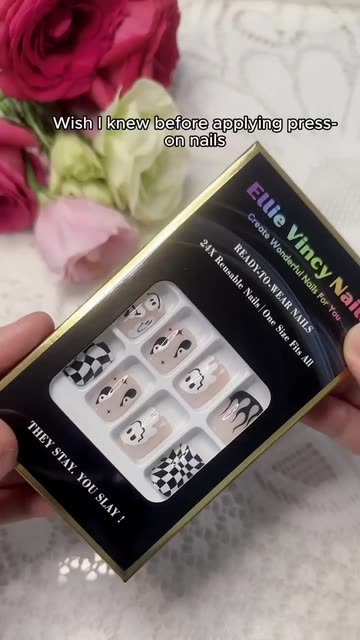 Wish I knew before applying press-
on nails
Ellie Vincy Nails
Create Wonderful Nails For You
READY-TO-WEAR NAILS
24X Reusable Nails | One Size Fits All
THEY STAY. YOU SLAY !